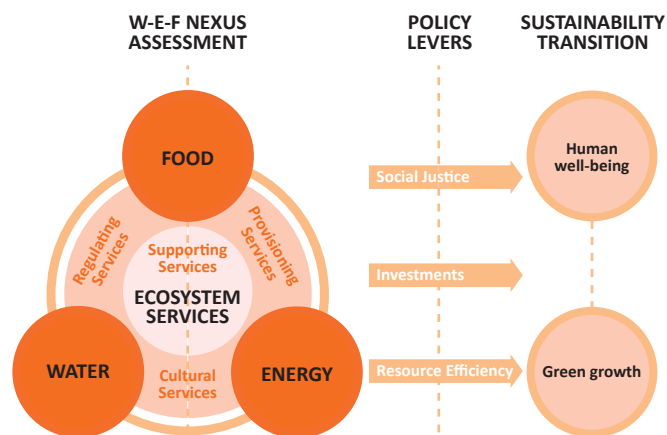 W-E-F NEXUS
ASSESSMENT
POLICY
LEVERS
SUSTAINABILITY
TRANSITION
FOOD
Regulating
Services
Provisioning
Services
Supporting
Services
ECOSYSTEM
SERVICES
WATER
Cultural
Services
ENERGY
Social Justice
Investments
Resource Efficiency
Human
well-being
Green growth